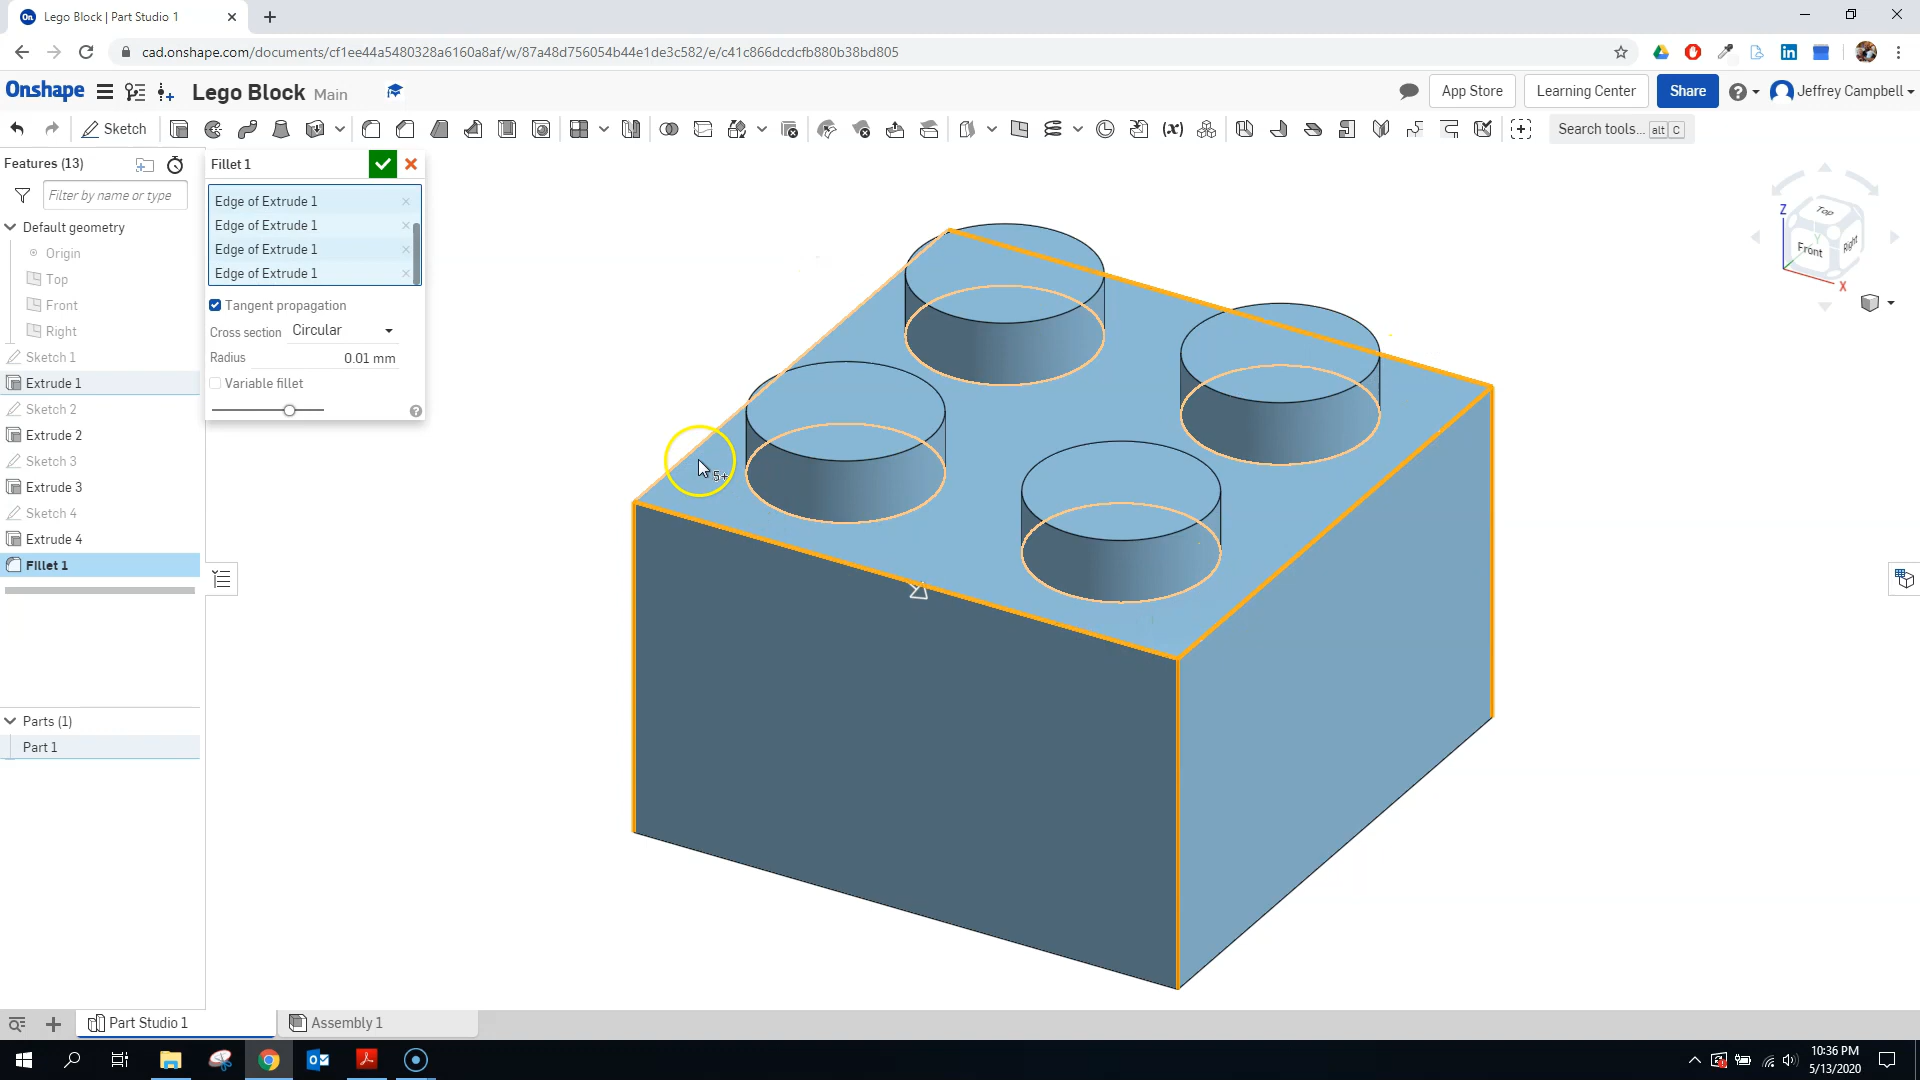 Lego Block | Part Studio 1
cad.onshape.com/documents/cf1ee44a5480328a6160a8af/w/87a48d756054b44e1de3c582/e/c41c866dcdcfb880b38bd805
Onshape
Lego Block Main
App Store
Learning Center
Share
Jeffrey Campbell
Sketch
Search tools... alt C
Features (13)
Filter by name or type
Default geometry
Origin
Top
Front
Right
Sketch 1
Extrude 1
Sketch 2
Extrude 2
Sketch 3
Extrude 3
Sketch 4
Extrude 4
Fillet 1
Parts (1)
Part 1
Fillet 1
Edge of Extrude 1
Edge of Extrude 1
Edge of Extrude 1
Edge of Extrude 1
Tangent propagation
Cross section Circular
Radius 0.01 mm
Variable fillet
5+
Z
Top
Front
Right
X
Part Studio 1
Assembly 1
10:36 PM
5/13/2020